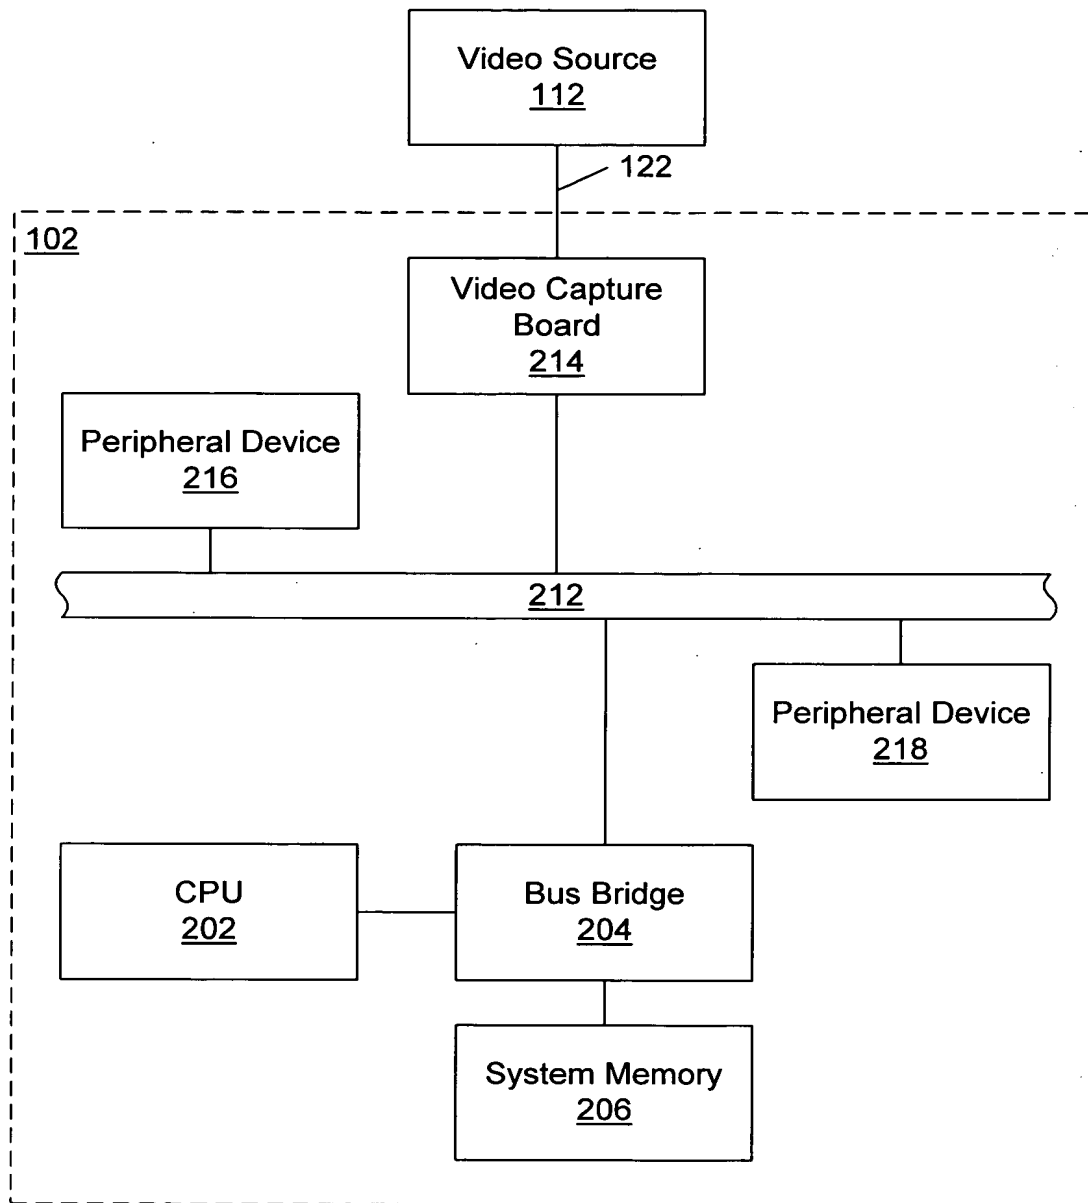 Video Source
112
122
102
Video Capture
Board
214
Peripheral Device
216
212
Peripheral Device
218
CPU
202
Bus Bridge
204
System Memory
206